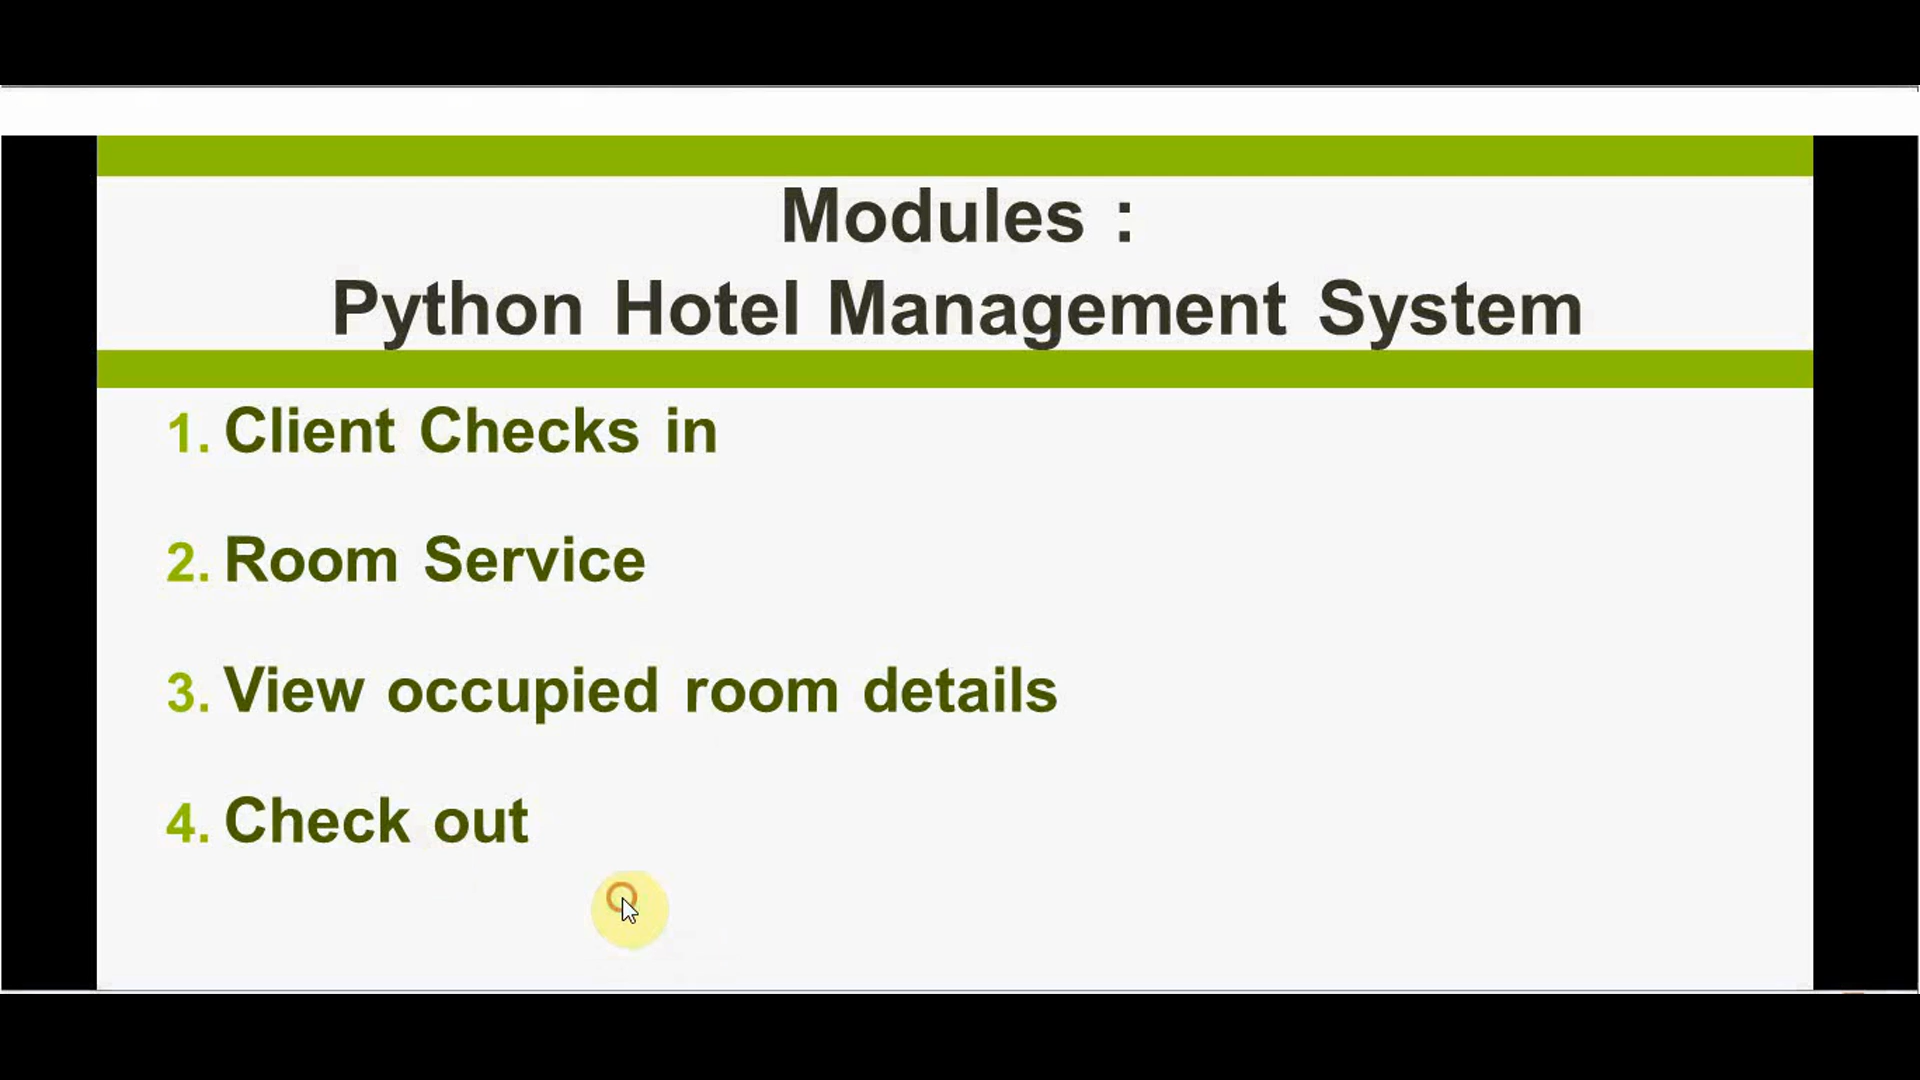 Modules :
Python Hotel Management System
1. Client Checks in
2. Room Service
3. View occupied room details
4. Check out